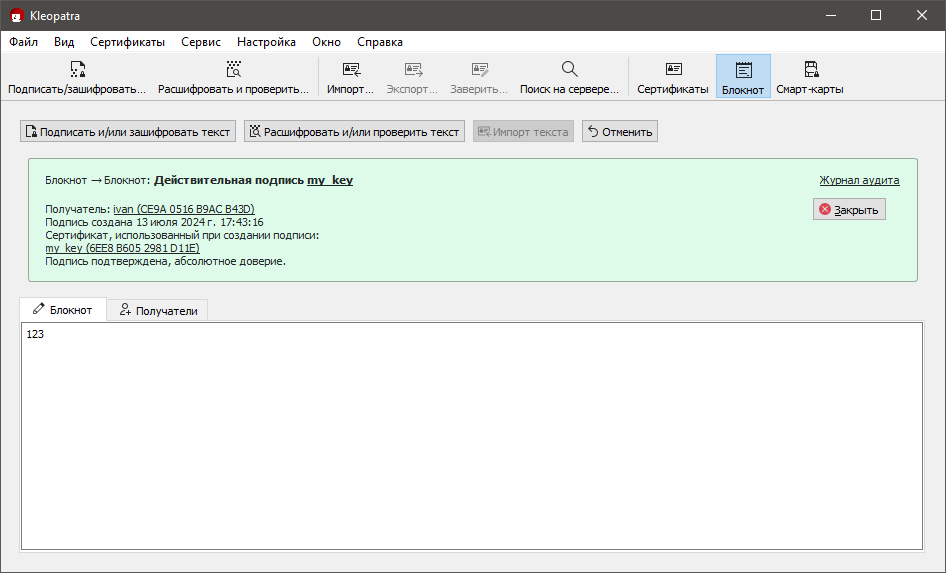 Kleopatra
Файл Вид Сертификаты Сервис Настройка Окно Справка
Подписать/зашифровать... Расшифровать и проверить... Импорт... Экспорт... Заверить... Поиск на сервере... Сертификаты Блокнот Смарт-карты
Подписать и/или зашифровать текст Расшифровать и/или проверить текст Импорт текста Отменить
Блокнот → Блокнот: Действительная подпись my_key Журнал аудита
Получатель: ivan (CE9A 0516 B9AC B43D) Закрыть
Подпись создана 13 июля 2024 г. 17:43:16
Сертификат, использованный при создании подписи:
my_key (6EE8 B605 2981 D11E)
Подпись подтверждена, абсолютное доверие.
Блокнот Получатели
123